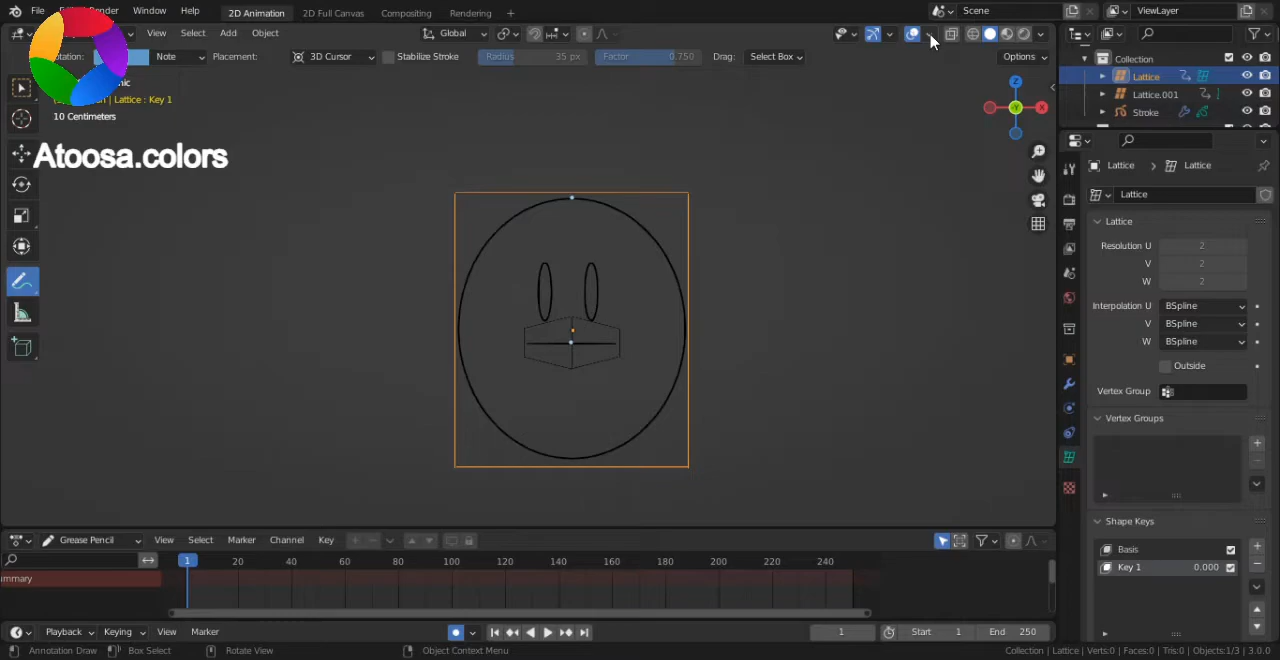 File
Render
Window
Help
2D Animation
2D Full Canvas
Compositing
Rendering
+
Scene
ViewLayer
View
Select
Add
Object
Global
Note
Placement:
3D Cursor
Stabilize Stroke
Radius 35 px
Factor 0.750
Drag:
Select Box
Options
Lattice : Key 1
10 Centimeters
Atoosa.colors
Collection
Lattice
Lattice.001
Stroke
Lattice > Lattice
Lattice
Lattice
Resolution U 2
V 2
W 2
Interpolation U BSpline
V BSpline
W BSpline
Outside
Vertex Group
Vertex Groups
Shape Keys
Basis
Key 1 0.000
Grease Pencil
View
Select
Marker
Channel
Key
1 20 40 60 80 100 120 140 160 180 200 220 240
ummary
Playback
Keying
View
Marker
1
Start 1
End 250
Annotation Draw
Box Select
Rotate View
Object Context Menu
Collection | Lattice | Verts:0 | Faces:0 | Tris:0 | Objects:1/3 | 3.0.0